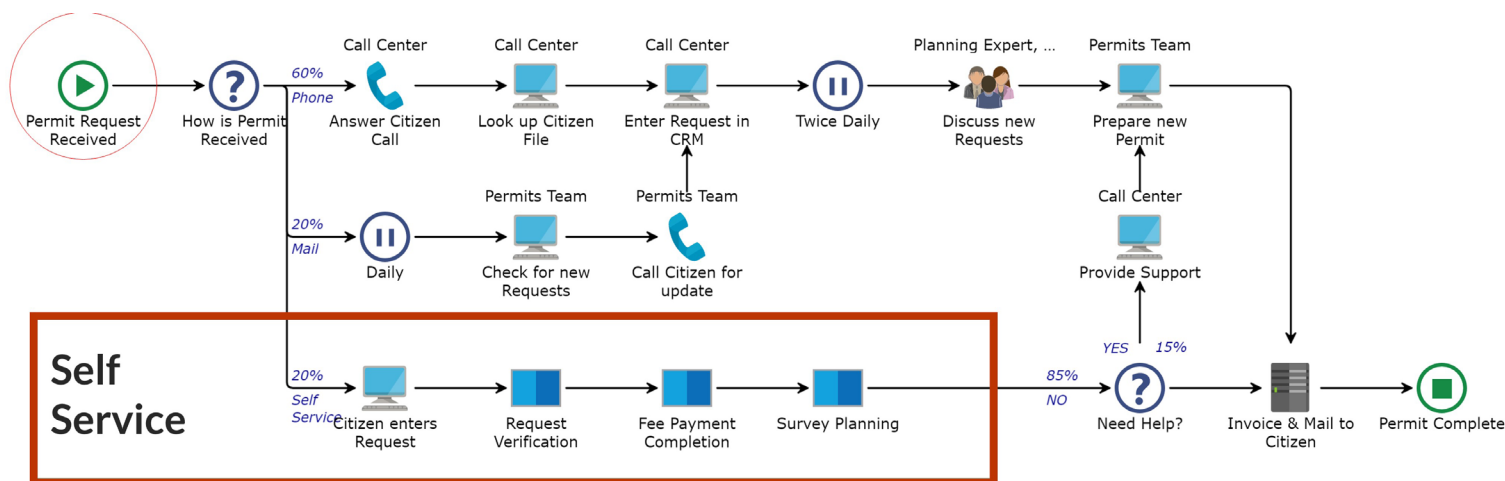 Call Center
Call Center
Call Center
Planning Expert, ...
Permits Team
60%
Phone
Permit Request
Received
How is Permit
Received
Answer Citizen
Call
Look up Citizen
File
Enter Request in
CRM
Twice Daily
Discuss new
Requests
Prepare new
Permit
Permits Team
Permits Team
Call Center
20%
Mail
Daily
Check for new
Requests
Call Citizen for
update
Provide Support
Self
Service
YES 15%
20%
Self
Service
85%
NO
Citizen enters
Request
Request
Verification
Fee Payment
Completion
Survey Planning
Need Help?
Invoice & Mail to
Citizen
Permit Complete